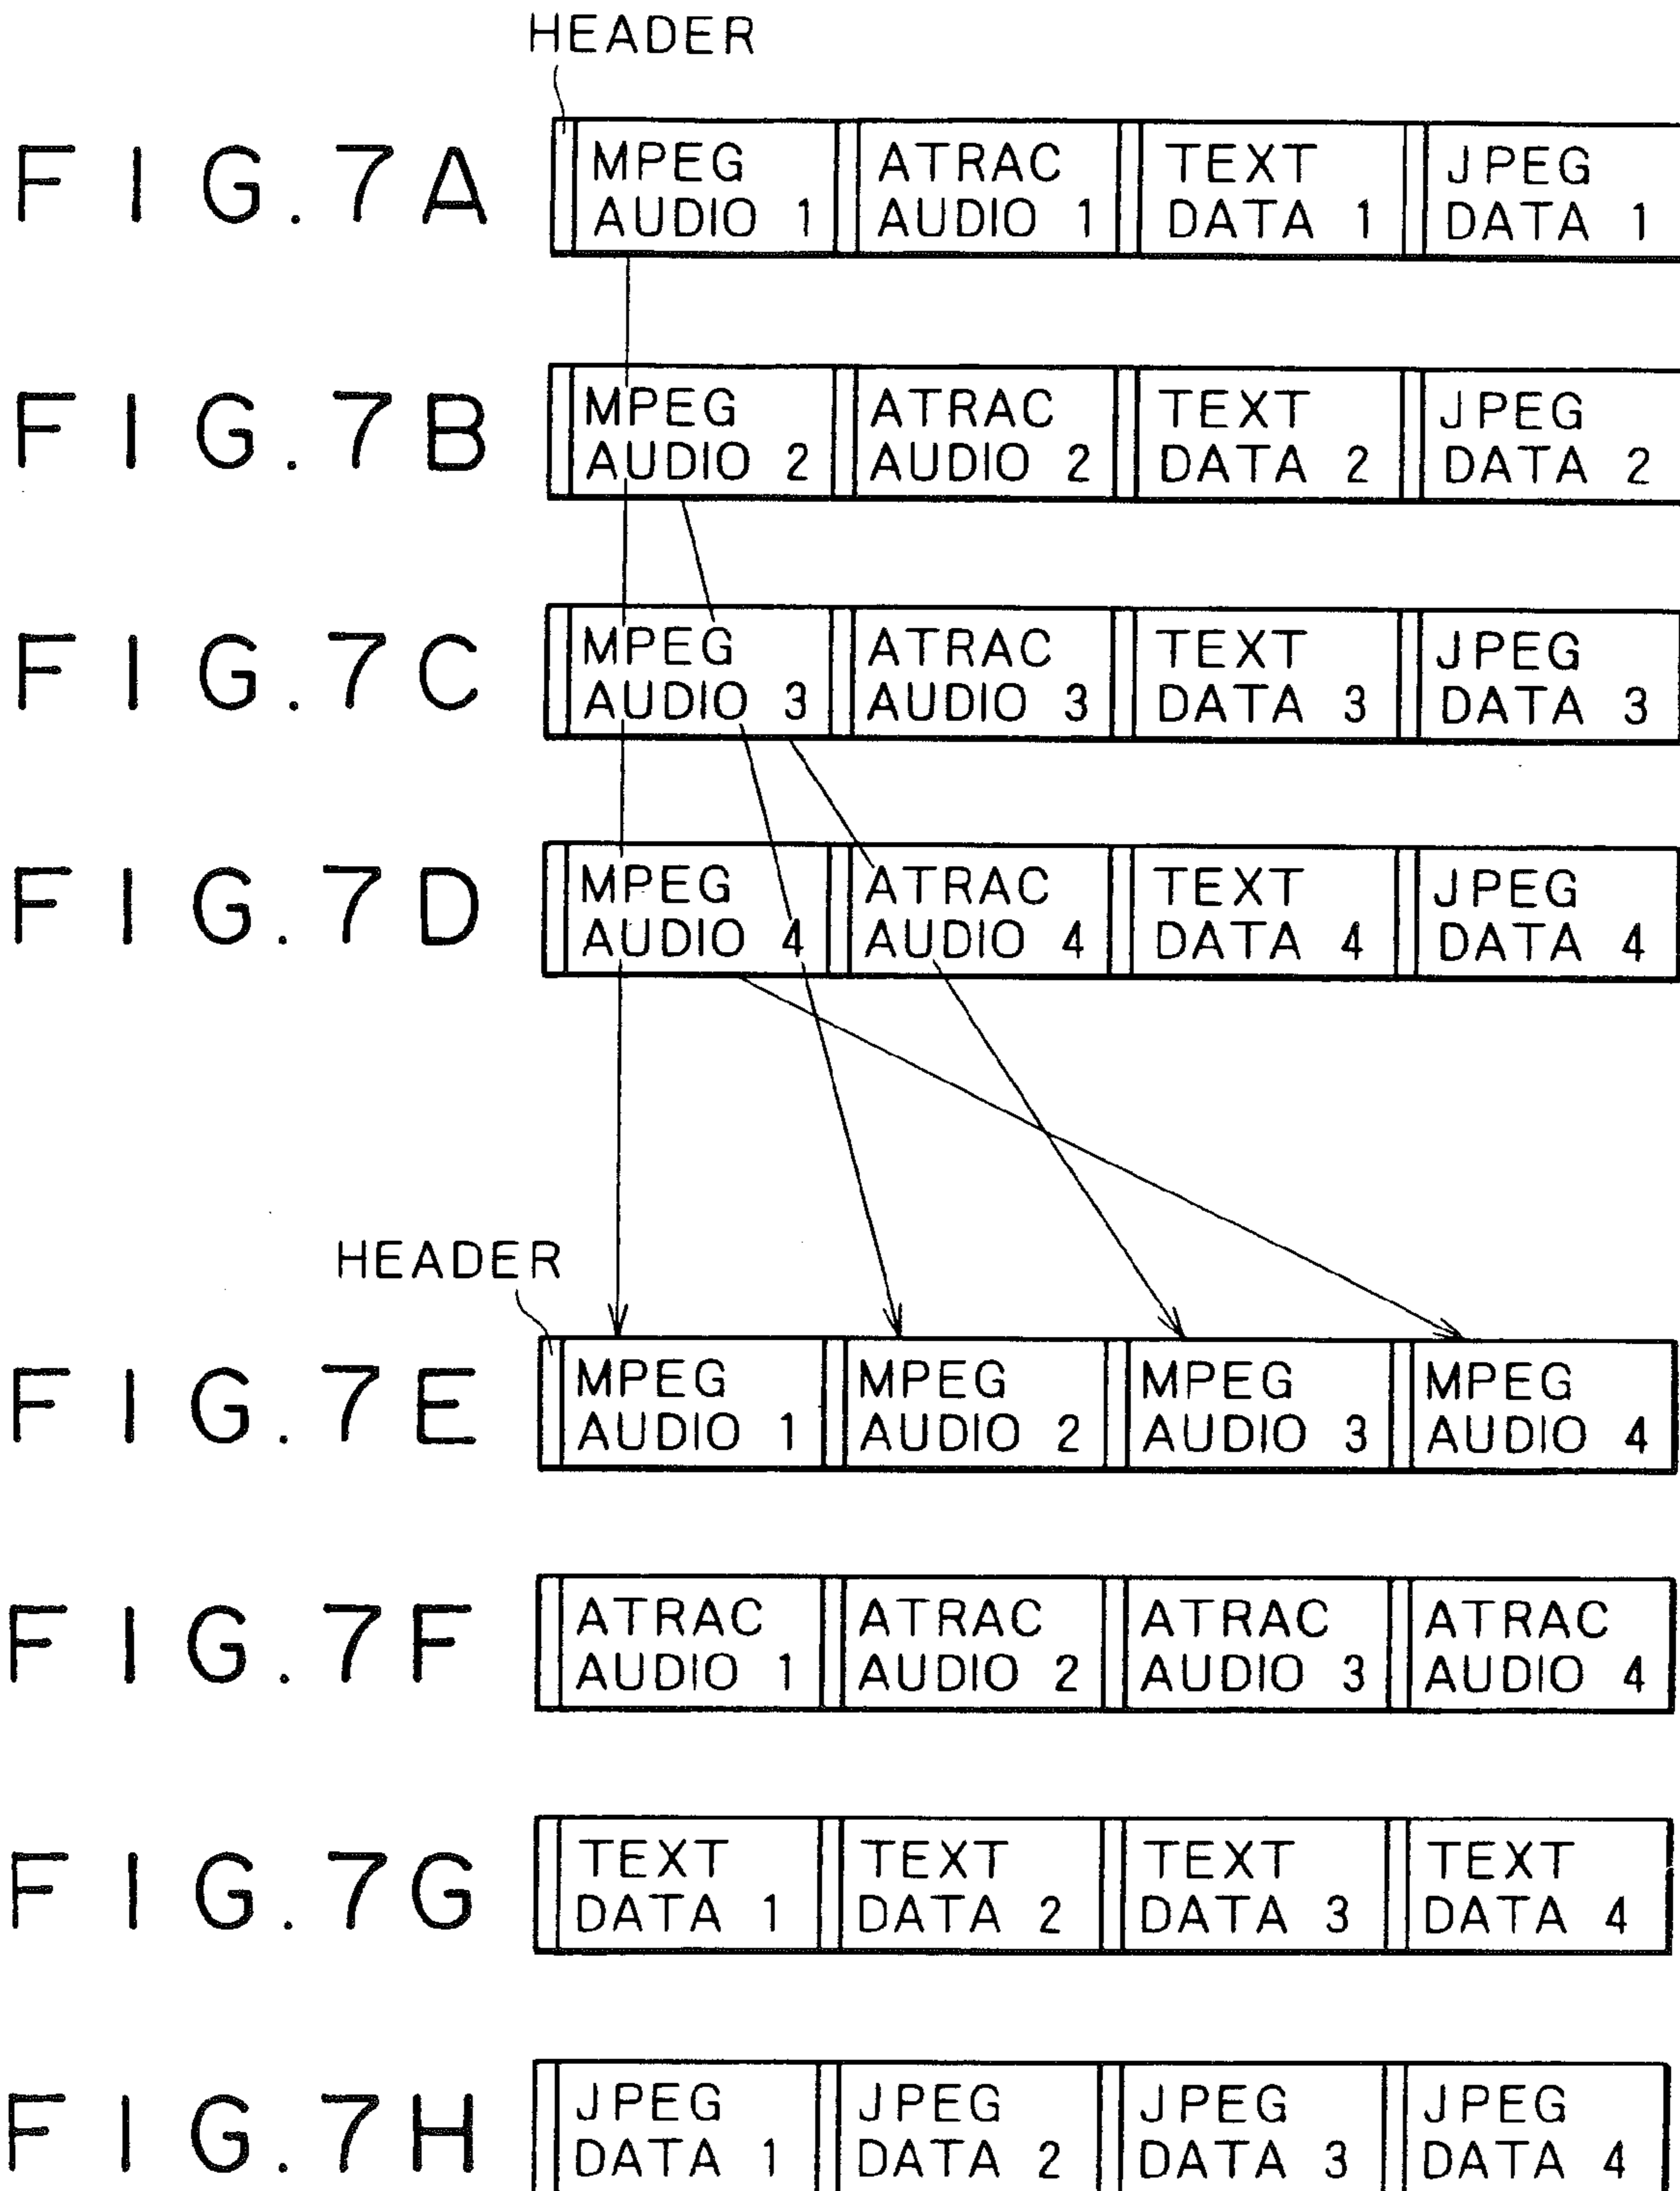 HEADER
FIG. 7A
MPEG AUDIO 1 ATRAC AUDIO 1 TEXT DATA 1 JPEG DATA 1
FIG. 7B
MPEG AUDIO 2 ATRAC AUDIO 2 TEXT DATA 2 JPEG DATA 2
FIG. 7C
MPEG AUDIO 3 ATRAC AUDIO 3 TEXT DATA 3 JPEG DATA 3
FIG. 7D
MPEG AUDIO 4 ATRAC AUDIO 4 TEXT DATA 4 JPEG DATA 4
HEADER
FIG. 7E
MPEG AUDIO 1 MPEG AUDIO 2 MPEG AUDIO 3 MPEG AUDIO 4
FIG. 7F
ATRAC AUDIO 1 ATRAC AUDIO 2 ATRAC AUDIO 3 ATRAC AUDIO 4
FIG. 7G
TEXT DATA 1 TEXT DATA 2 TEXT DATA 3 TEXT DATA 4
FIG. 7H
JPEG DATA 1 JPEG DATA 2 JPEG DATA 3 JPEG DATA 4